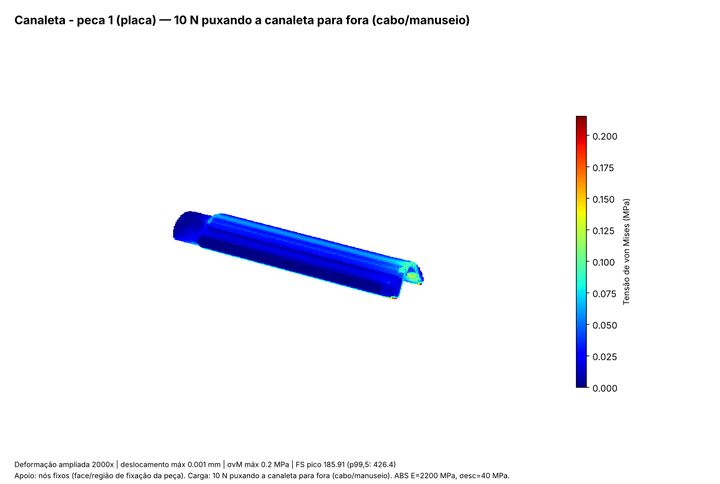 Canaleta - peca 1 (placa) — 10 N puxando a canaleta para fora (cabo/manuseio)
0.200
0.175
0.150
0.125
0.100
0.075
0.050
0.025
0.000
Tensão de von Mises (MPa)
Deformação ampliada 2000x | deslocamento máx 0.001 mm | σvM máx 0.2 MPa | FS pico 185.91 (p99,5: 426.4)
Apoio: nós fixos (face/região de fixação da peça). Carga: 10 N puxando a canaleta para fora (cabo/manuseio). ABS E=2200 MPa, σesc=40 MPa.